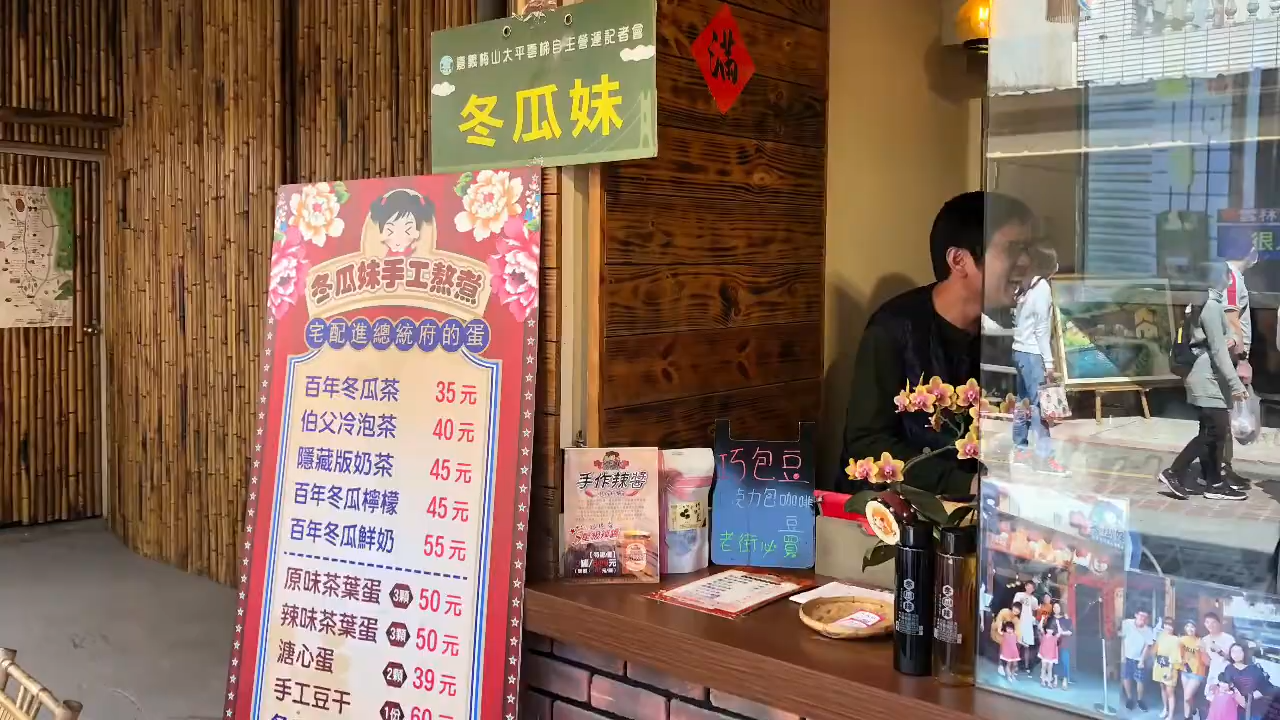 嘉義梅山太平雲梯自主營運記者會
冬瓜妹
滿
冬瓜妹手工熬煮
宅配進總統府的蛋
百年冬瓜茶 35元
伯父冷泡茶 40元
隱藏版奶茶 45元
百年冬瓜檸檬 45元
百年冬瓜鮮奶 55元
原味茶葉蛋 3顆 50元
辣味茶葉蛋 3顆 50元
溏心蛋 2顆 39元
手工豆干 1份 60元
手作辣醬
巧包豆
巧克力包咖啡
豆
老街必買
冬瓜妹
很